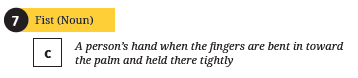 7 Fist (Noun)
c A person's hand when the fingers are bent in toward
the palm and held there tightly